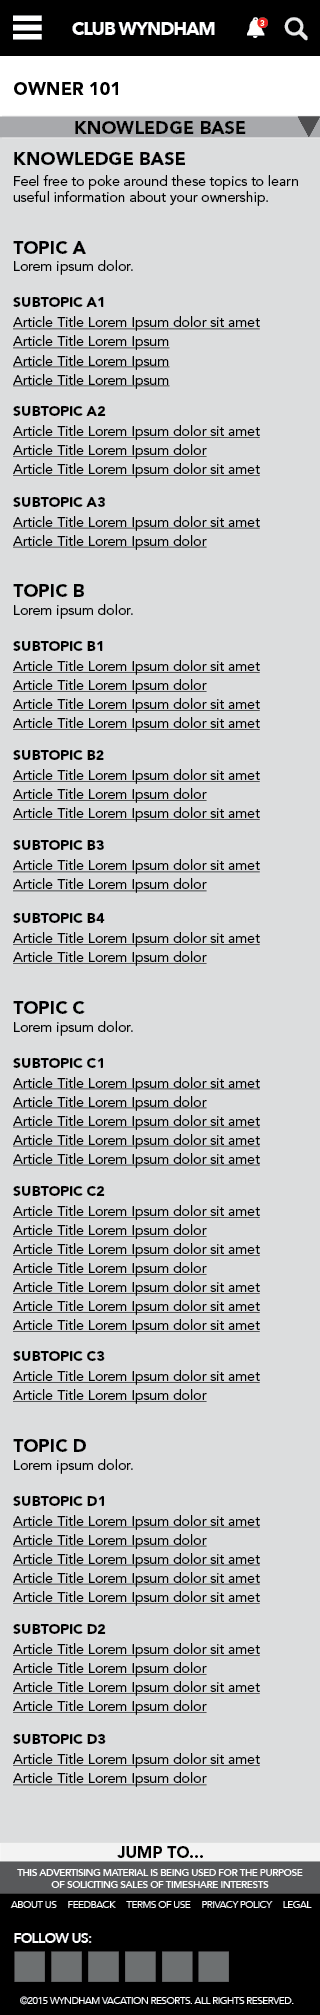 CLUB WYNDHAM
3
OWNER 101
KNOWLEDGE BASE
KNOWLEDGE BASE
Feel free to poke around these topics to learn
useful information about your ownership.
TOPIC A
Lorem ipsum dolor.
SUBTOPIC A1
Article Title Lorem Ipsum dolor sit amet
Article Title Lorem Ipsum
Article Title Lorem Ipsum
Article Title Lorem Ipsum
SUBTOPIC A2
Article Title Lorem Ipsum dolor sit amet
Article Title Lorem Ipsum dolor
Article Title Lorem Ipsum dolor sit amet
SUBTOPIC A3
Article Title Lorem Ipsum dolor sit amet
Article Title Lorem Ipsum dolor
TOPIC B
Lorem ipsum dolor.
SUBTOPIC B1
Article Title Lorem Ipsum dolor sit amet
Article Title Lorem Ipsum dolor
Article Title Lorem Ipsum dolor sit amet
Article Title Lorem Ipsum dolor sit amet
SUBTOPIC B2
Article Title Lorem Ipsum dolor sit amet
Article Title Lorem Ipsum dolor
Article Title Lorem Ipsum dolor sit amet
SUBTOPIC B3
Article Title Lorem Ipsum dolor sit amet
Article Title Lorem Ipsum dolor
SUBTOPIC B4
Article Title Lorem Ipsum dolor sit amet
Article Title Lorem Ipsum dolor
TOPIC C
Lorem ipsum dolor.
SUBTOPIC C1
Article Title Lorem Ipsum dolor sit amet
Article Title Lorem Ipsum dolor
Article Title Lorem Ipsum dolor sit amet
Article Title Lorem Ipsum dolor sit amet
Article Title Lorem Ipsum dolor sit amet
SUBTOPIC C2
Article Title Lorem Ipsum dolor sit amet
Article Title Lorem Ipsum dolor
Article Title Lorem Ipsum dolor sit amet
Article Title Lorem Ipsum dolor
Article Title Lorem Ipsum dolor sit amet
Article Title Lorem Ipsum dolor sit amet
Article Title Lorem Ipsum dolor sit amet
SUBTOPIC C3
Article Title Lorem Ipsum dolor sit amet
Article Title Lorem Ipsum dolor
TOPIC D
Lorem ipsum dolor.
SUBTOPIC D1
Article Title Lorem Ipsum dolor sit amet
Article Title Lorem Ipsum dolor
Article Title Lorem Ipsum dolor sit amet
Article Title Lorem Ipsum dolor sit amet
Article Title Lorem Ipsum dolor sit amet
SUBTOPIC D2
Article Title Lorem Ipsum dolor sit amet
Article Title Lorem Ipsum dolor
Article Title Lorem Ipsum dolor sit amet
Article Title Lorem Ipsum dolor
SUBTOPIC D3
Article Title Lorem Ipsum dolor sit amet
Article Title Lorem Ipsum dolor
JUMP TO...
THIS ADVERTISING MATERIAL IS BEING USED FOR THE PURPOSE
OF SOLICITING SALES OF TIMESHARE INTERESTS
ABOUT US FEEDBACK TERMS OF USE PRIVACY POLICY LEGAL
FOLLOW US:
©2015 WYNDHAM VACATION RESORTS. ALL RIGHTS RESERVED.